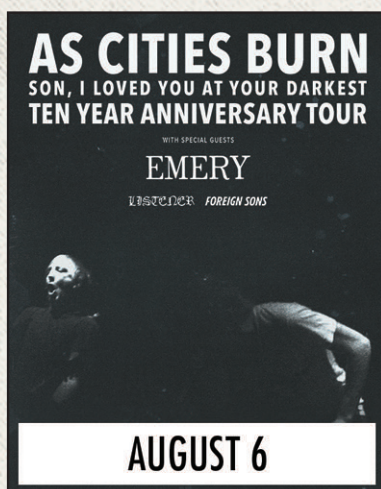 AS CITIES BURN
SON, I LOVED YOU AT YOUR DARKEST
TEN YEAR ANNIVERSARY TOUR
WITH SPECIAL GUESTS
EMERY
LISTENER FOREIGN SONS
AUGUST 6